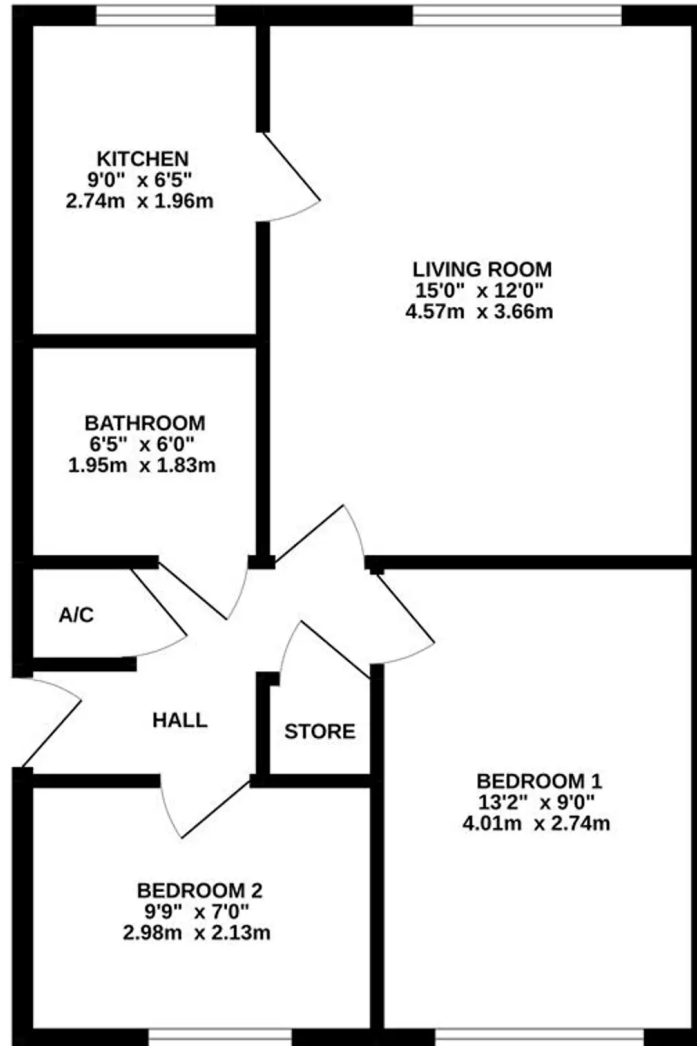 KITCHEN
9'0" x 6'5"
2.74m x 1.96m
LIVING ROOM
15'0" x 12'0"
4.57m x 3.66m
BATHROOM
6'5" x 6'0"
1.95m x 1.83m
A/C
HALL
STORE
BEDROOM 1
13'2" x 9'0"
4.01m x 2.74m
BEDROOM 2
9'9" x 7'0"
2.98m x 2.13m